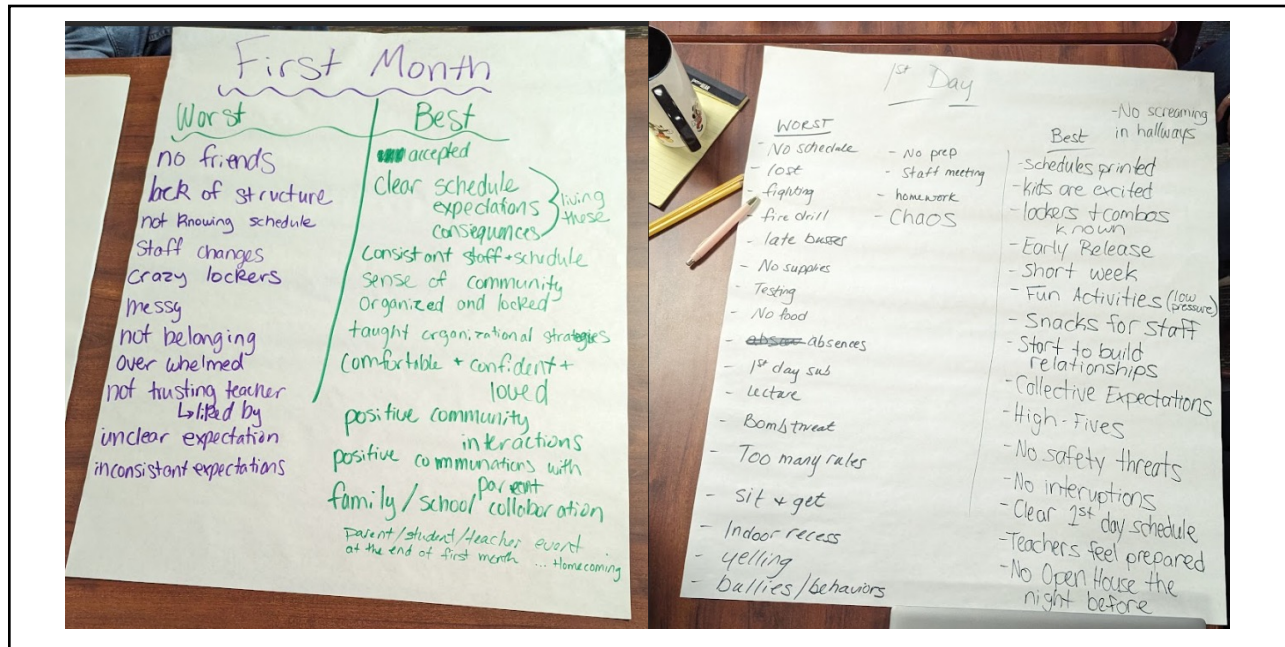 First Month
Worst
no friends
lack of structure
not knowing schedule
Staff changes
Crazy lockers
messy
not belonging
over whelmed
not trusting teacher
↳liked by
unclear expectation
inconsistant expectations
Best
accepted
Clear schedule
expectations
consequences
living
these
Consistant staff + schedule
sense of community
Organized and locked
taught organizational strategies
comfortable + confident +
loved
positive community
interactions
positive communations with
parent
family/school collaboration
Parent/student/teacher event
at the end of first month ... Homecoming
1st Day
WORST
- No schedule
- lost
- fighting
- fire drill
- late busses
- No supplies
- Testing
- No food
- absences
- 1st day sub
- Lecture
- Bomb threat
- Too many rules
- sit + get
- Indoor recess
- yelling
- bullies/behaviors
- No prep
- Staff meeting
- homework
- CHAOS
- No screaming
in hallways
Best
- Schedules printed
- kids are excited
- lockers + combos
known
- Early Release
- Short week
- Fun Activities (low
pressure)
- Snacks for staff
- Start to build
relationships
- Collective Expectations
- High-Fives
- No safety threats
- No interuptions
- Clear 1st day schedule
- Teachers feel prepared
- No Open House the
night before